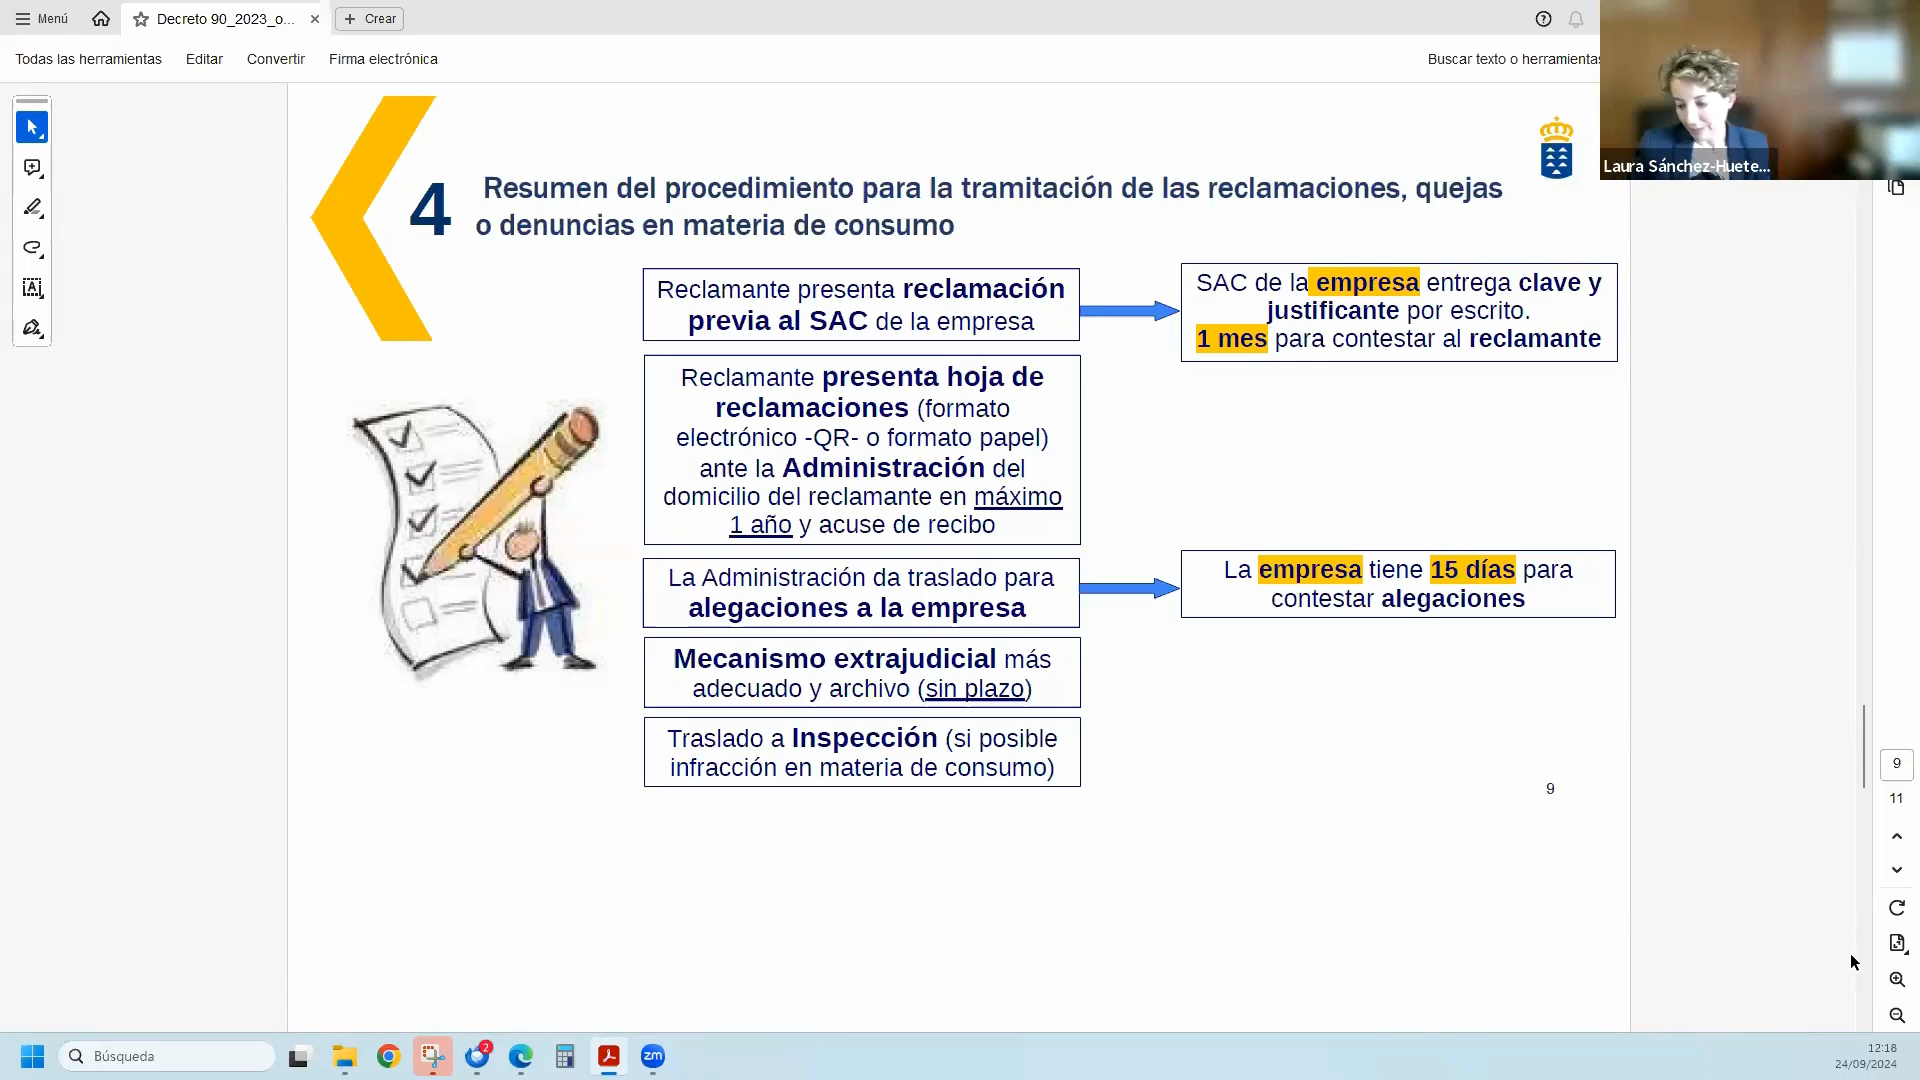 Menú
Decreto 90_2023_o...
Crear
Todas las herramientas
Editar
Convertir
Firma electrónica
Buscar texto o herramientas
Laura Sánchez-Huete...
4
Resumen del procedimiento para la tramitación de las reclamaciones, quejas
o denuncias en materia de consumo
Reclamante presenta reclamación
previa al SAC de la empresa
SAC de la empresa entrega clave y
justificante por escrito.
1 mes para contestar al reclamante
Reclamante presenta hoja de
reclamaciones (formato
electrónico -QR- o formato papel)
ante la Administración del
domicilio del reclamante en máximo
1 año y acuse de recibo
La Administración da traslado para
alegaciones a la empresa
La empresa tiene 15 días para
contestar alegaciones
Mecanismo extrajudicial más
adecuado y archivo (sin plazo)
Traslado a Inspección (si posible
infracción en materia de consumo)
9
9
11
Búsqueda
2
zm
12:18
24/09/2024